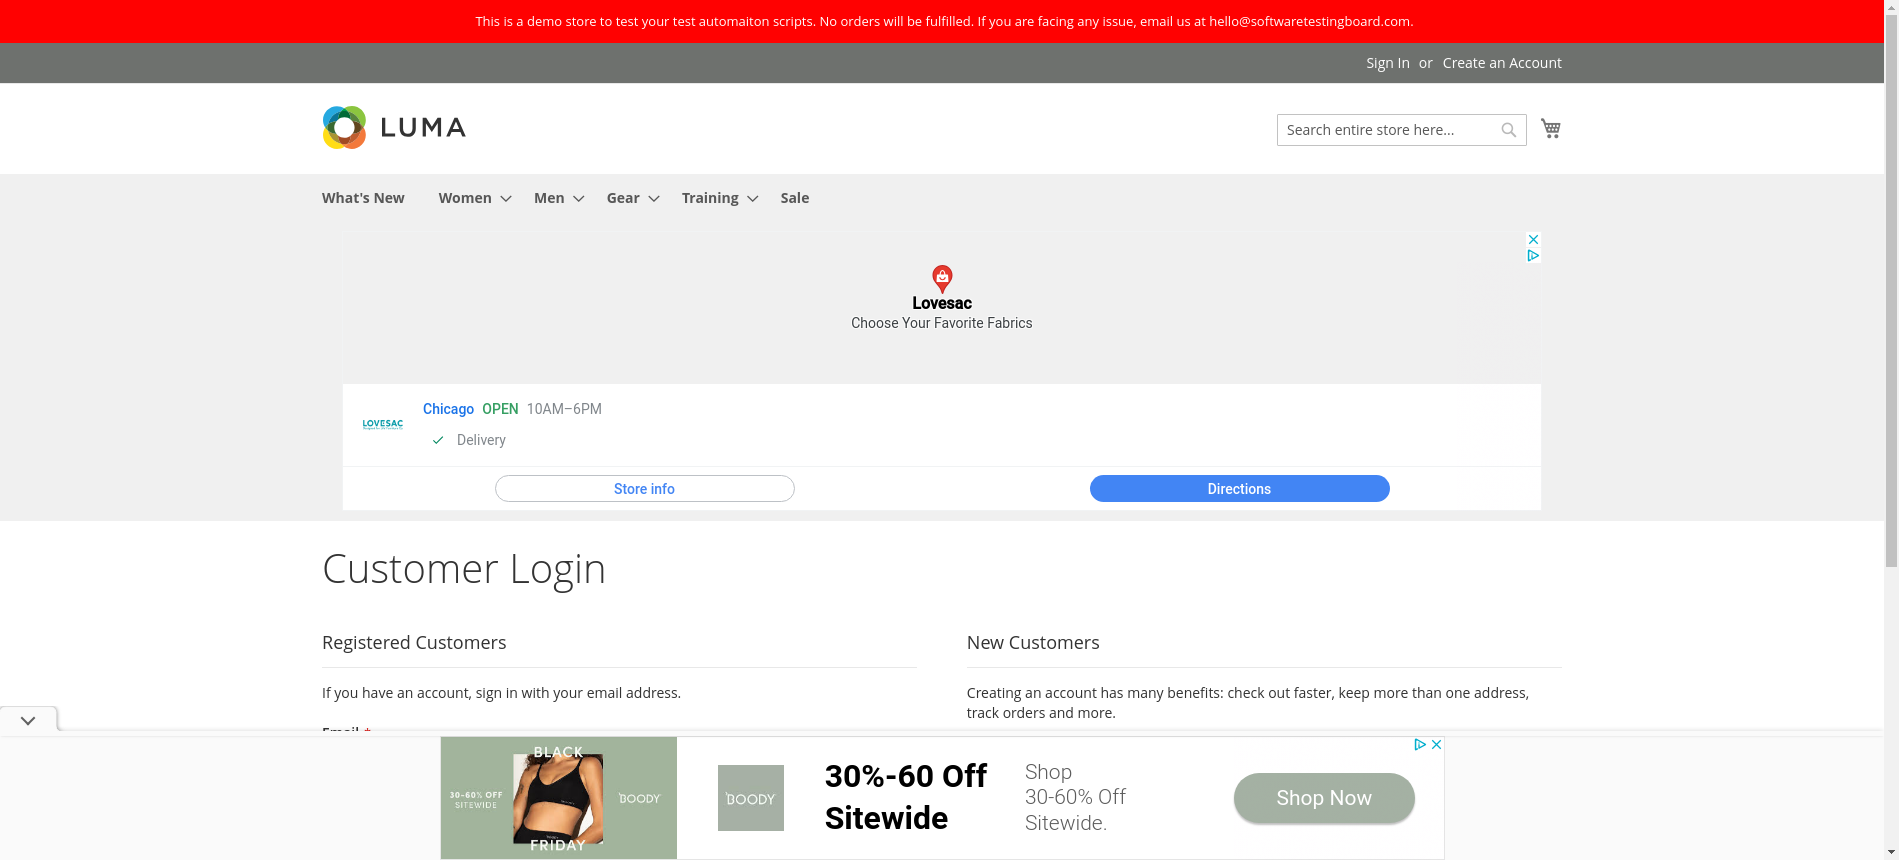 This is a demo store to test your test automaiton scripts. No orders will be fulfilled. If you are facing any issue, email us at hello@softwaretestingboard.com.
Sign In or Create an Account
LUMA
Search entire store here...
What's New Women Men Gear Training Sale
Lovesac
Choose Your Favorite Fabrics
LOVESAC
Chicago OPEN 10AM–6PM
Delivery
Store info
Directions
Customer Login
Registered Customers
If you have an account, sign in with your email address.
Email *
New Customers
Creating an account has many benefits: check out faster, keep more than one address,
track orders and more.
BLACK
30-60% OFF
SITEWIDE
BOODY
FRIDAY
BOODY
30%-60 Off
Sitewide
Shop
30-60% Off
Sitewide.
Shop Now